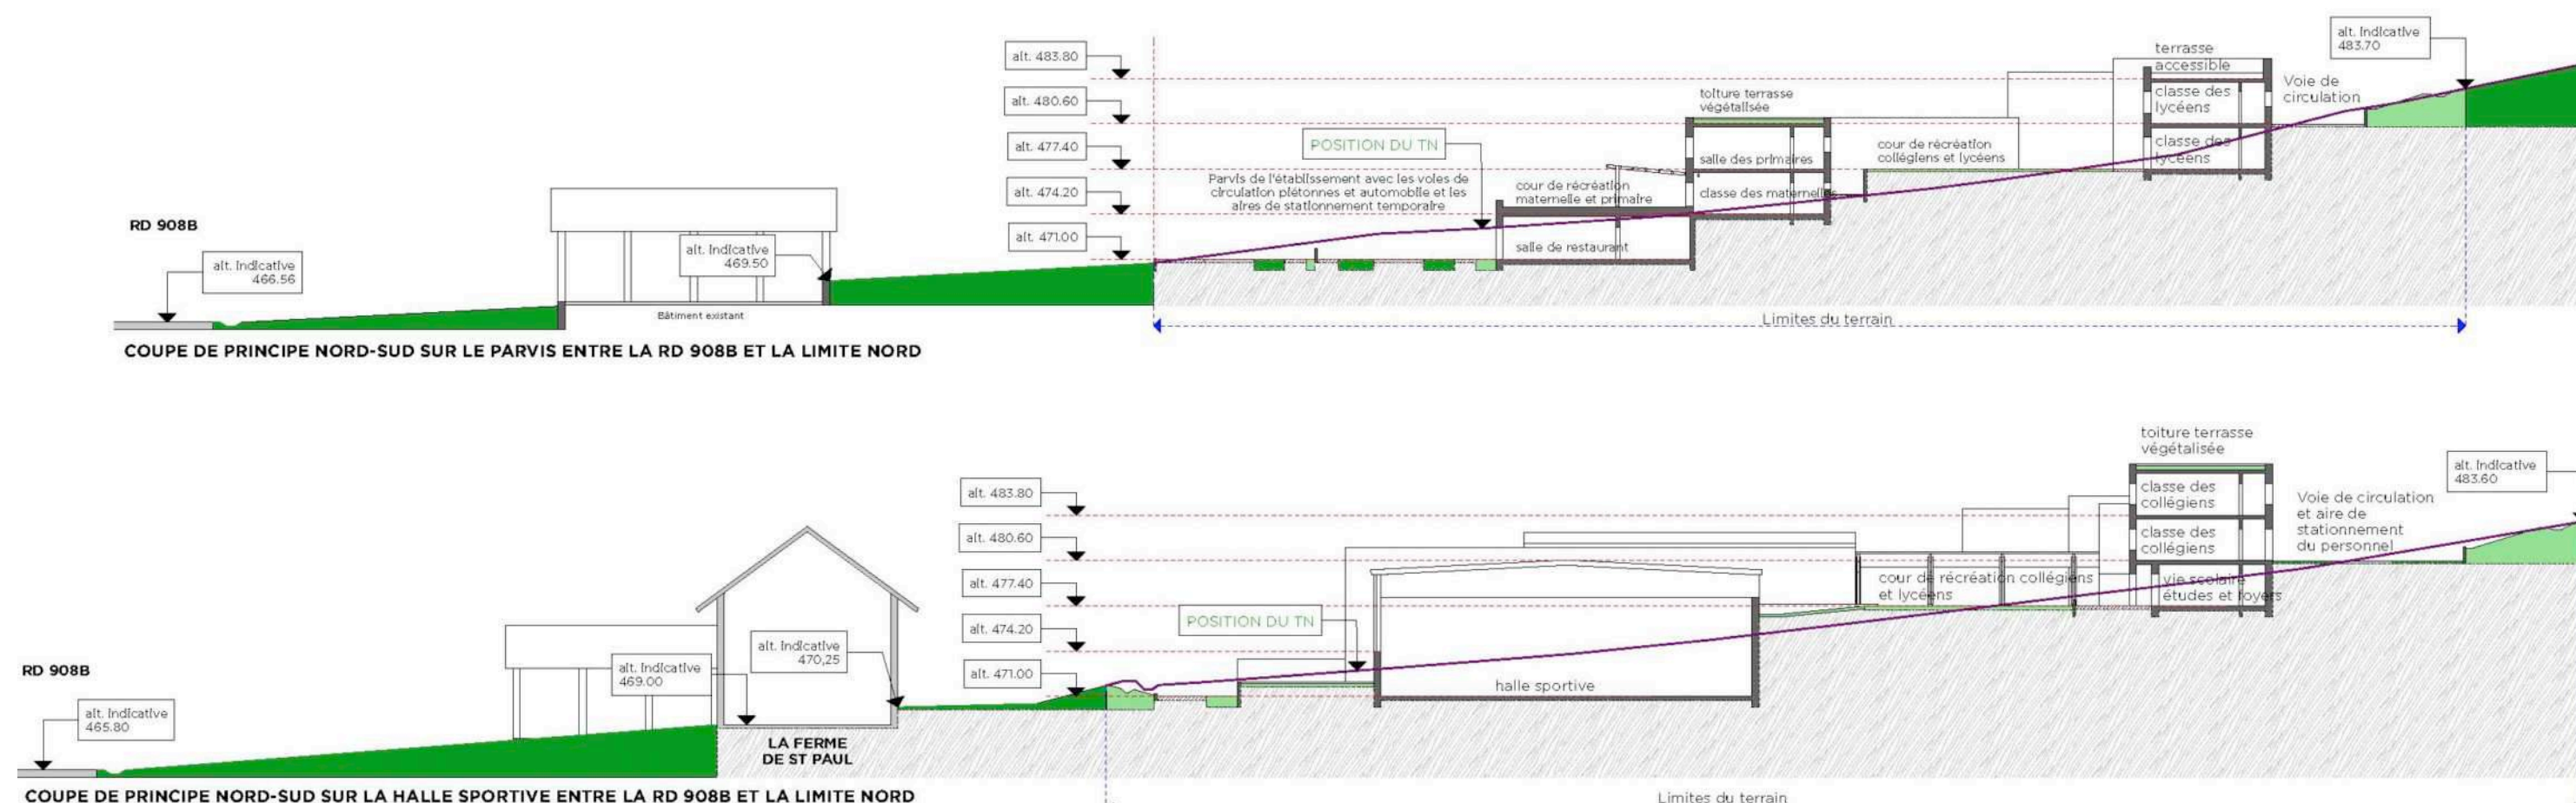 alt. 483.80
alt. 480.60
alt. 477.40
alt. 474.20
alt. 471.00
RD 908B
alt. Indicative
466.56
alt. Indicative
469.50
Bâtiment existant
POSITION DU TN
Parvis de l'établissement avec les voies de
circulation piétonnes et automobile et les
aires de stationnement temporaire
cour de récréation
maternelle et primaire
salle de restaurant
toiture terrasse
végétalisée
salle des primaires
classe des maternelles
cour de récréation
collégiens et lycéens
terrasse
accessible
classe des
lycéens
classe des
lycéens
Voie de
circulation
alt. Indicative
483.70
Limites du terrain
COUPE DE PRINCIPE NORD-SUD SUR LE PARVIS ENTRE LA RD 908B ET LA LIMITE NORD
alt. 483.80
alt. 480.60
alt. 477.40
alt. 474.20
alt. 471.00
RD 908B
alt. Indicative
465.80
alt. Indicative
469.00
alt. Indicative
470,25
LA FERME
DE ST PAUL
POSITION DU TN
halle sportive
cour de récréation collégiens
et lycéens
toiture terrasse
végétalisée
classe des
collégiens
classe des
collégiens
vie scolaire
études et foyers
Voie de circulation
et aire de
stationnement
du personnel
alt. Indicative
483.60
COUPE DE PRINCIPE NORD-SUD SUR LA HALLE SPORTIVE ENTRE LA RD 908B ET LA LIMITE NORD
Limites du terrain